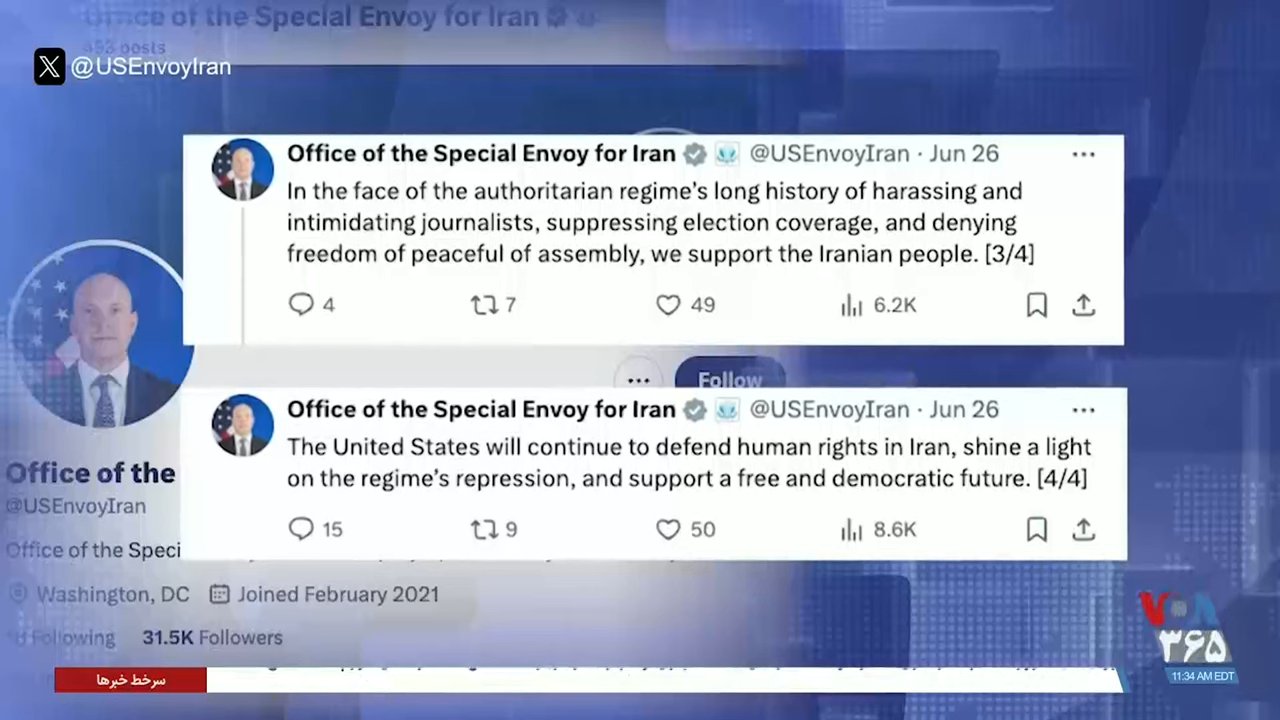 Office of the Special Envoy for Iran
493 posts
X @USEnvoyIran
Office of the Special Envoy for Iran @USEnvoyIran · Jun 26
In the face of the authoritarian regime's long history of harassing and
intimidating journalists, suppressing election coverage, and denying
freedom of peaceful of assembly, we support the Iranian people. [3/4]
4 7 49 6.2K
Follow
Office of the Special Envoy for Iran @USEnvoyIran · Jun 26
The United States will continue to defend human rights in Iran, shine a light
on the regime's repression, and support a free and democratic future. [4/4]
15 9 50 8.6K
Office of the
@USEnvoyIran
Office of the Speci
Washington, DC Joined February 2021
Following 31.5K Followers
VOA
۳۶۵
11:34 AM EDT
سرخط خبرها